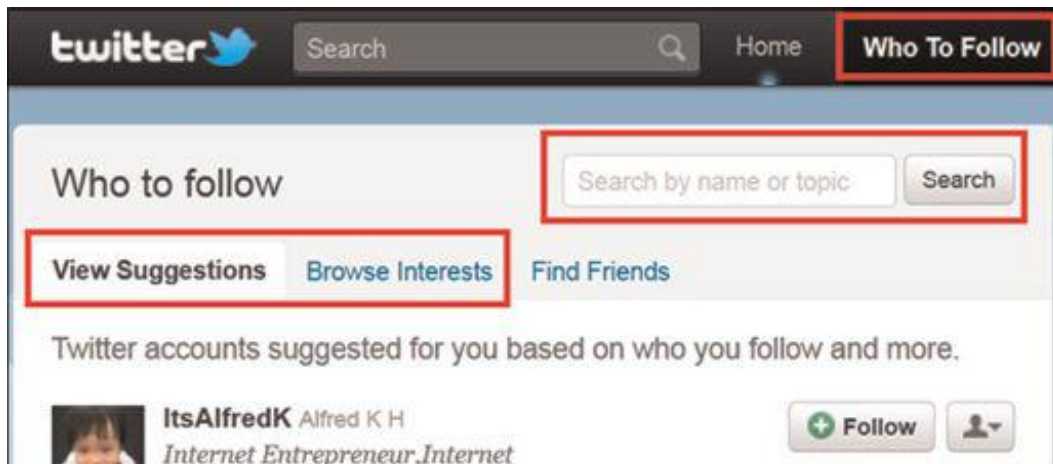 twitter Search Home Who To Follow
Who to follow Search by name or topic Search
View Suggestions Browse Interests Find Friends
Twitter accounts suggested for you based on who you follow and more.
ItsAlfredK Alfred K H Follow
Internet Entrepreneur,Internet